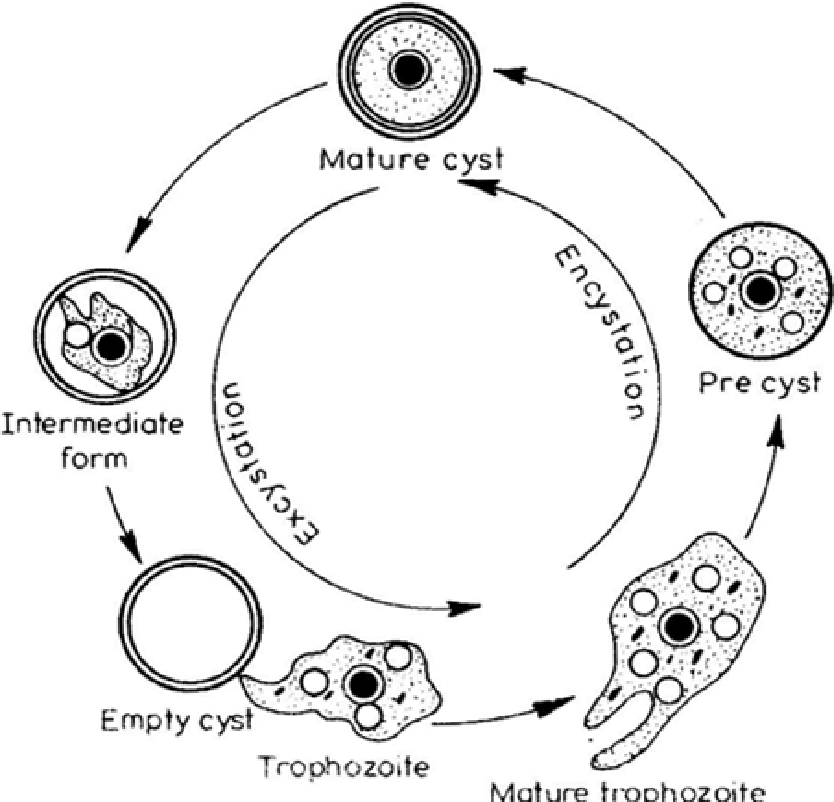 Mature cyst
Encystation
Pre cyst
Intermediate
form
Excystation
Empty cyst
Trophozoite
Mature trophozoite